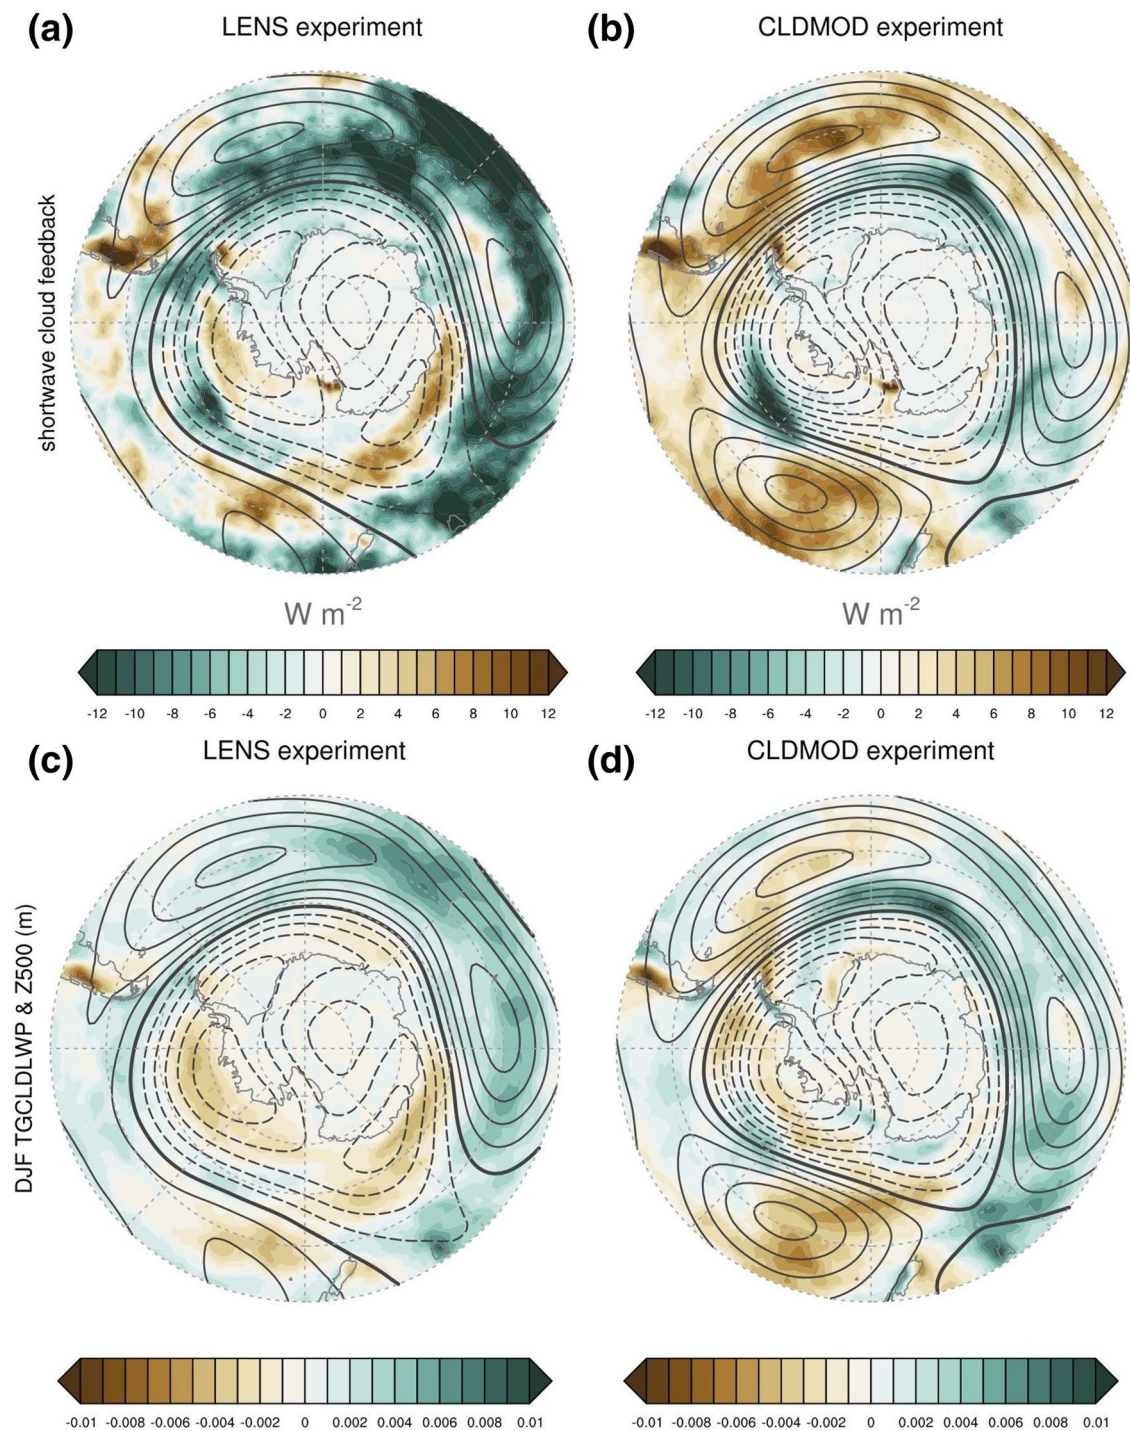 (a)
LENS experiment
(b)
CLDMOD experiment
shortwave cloud feedback
W m-2
W m-2
-12 -10 -8 -6 -4 -2 0 2 4 6 8 10 12
-12 -10 -8 -6 -4 -2 0 2 4 6 8 10 12
(c)
LENS experiment
(d)
CLDMOD experiment
DJF TGCLDLWP & Z500 (m)
-0.01 -0.008 -0.006 -0.004 -0.002 0 0.002 0.004 0.006 0.008 0.01
-0.01 -0.008 -0.006 -0.004 -0.002 0 0.002 0.004 0.006 0.008 0.01